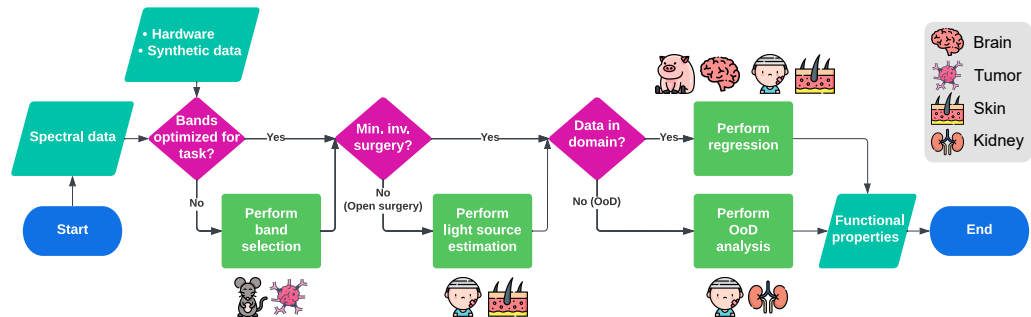 • Hardware
• Synthetic data
Spectral data
Start
Bands
optimized for
task?
Yes
No
Perform
band
selection
Min, inv.
surgery?
Yes
No
(Open surgery)
Perform
light source
estimation
Data in
domain?
Yes
No (OoD)
Perform
regression
Perform
OoD
analysis
Functional
properties
End
Brain
Tumor
Skin
Kidney